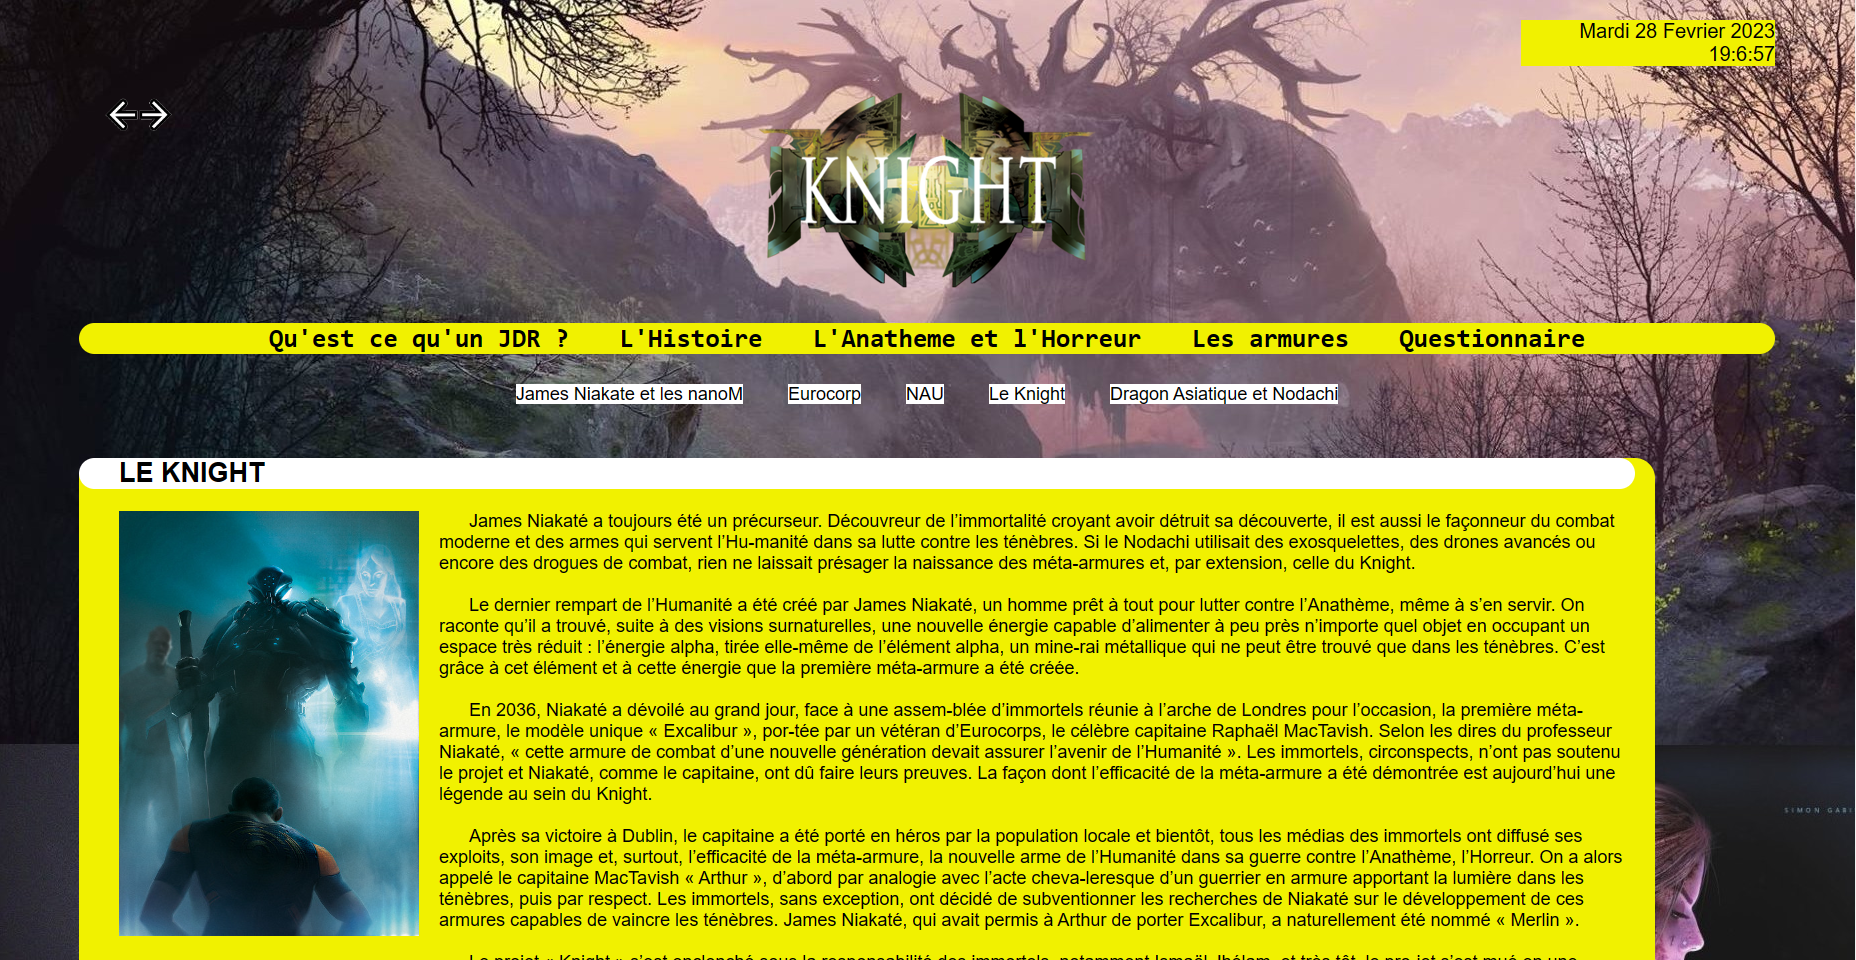 Mardi 28 Fevrier 2023
19:6:57
KNIGHT
Qu'est ce qu'un JDR ? L'Histoire L'Anatheme et l'Horreur Les armures Questionnaire
James Niakate et les nanoM Eurocorp NAU Le Knight Dragon Asiatique et Nodachi
LE KNIGHT
James Niakaté a toujours été un précurseur. Découvreur de l’immortalité croyant avoir détruit sa découverte, il est aussi le façonneur du combat
moderne et des armes qui servent l’Hu-manité dans sa lutte contre les ténèbres. Si le Nodachi utilisait des exosquelettes, des drones avancés ou
encore des drogues de combat, rien ne laissait présager la naissance des méta-armures et, par extension, celle du Knight.
Le dernier rempart de l’Humanité a été créé par James Niakaté, un homme prêt à tout pour lutter contre l’Anathème, même à s’en servir. On
raconte qu’il a trouvé, suite à des visions surnaturelles, une nouvelle énergie capable d’alimenter à peu près n’importe quel objet en occupant un
espace très réduit : l’énergie alpha, tirée elle-même de l’élément alpha, un mine-rai métallique qui ne peut être trouvé que dans les ténèbres. C’est
grâce à cet élément et à cette énergie que la première méta-armure a été créée.
En 2036, Niakaté a dévoilé au grand jour, face à une assem-blée d’immortels réunie à l’arche de Londres pour l’occasion, la première méta-
armure, le modèle unique « Excalibur », por-tée par un vétéran d’Eurocorps, le célèbre capitaine Raphaël MacTavish. Selon les dires du professeur
Niakaté, « cette armure de combat d’une nouvelle génération devait assurer l’avenir de l’Humanité ». Les immortels, circonspects, n’ont pas soutenu
le projet et Niakaté, comme le capitaine, ont dû faire leurs preuves. La façon dont l’efficacité de la méta-armure a été démontrée est aujourd’hui une
légende au sein du Knight.
Après sa victoire à Dublin, le capitaine a été porté en héros par la population locale et bientôt, tous les médias des immortels ont diffusé ses
exploits, son image et, surtout, l’efficacité de la méta-armure, la nouvelle arme de l’Humanité dans sa guerre contre l’Anathème, l’Horreur. On a alors
appelé le capitaine MacTavish « Arthur », d’abord par analogie avec l’acte cheva-leresque d’un guerrier en armure apportant la lumière dans les
ténèbres, puis par respect. Les immortels, sans exception, ont décidé de subventionner les recherches de Niakaté sur le développement de ces
armures capables de vaincre les ténèbres. James Niakaté, qui avait permis à Arthur de porter Excalibur, a naturellement été nommé « Merlin ».
SIMON GAB